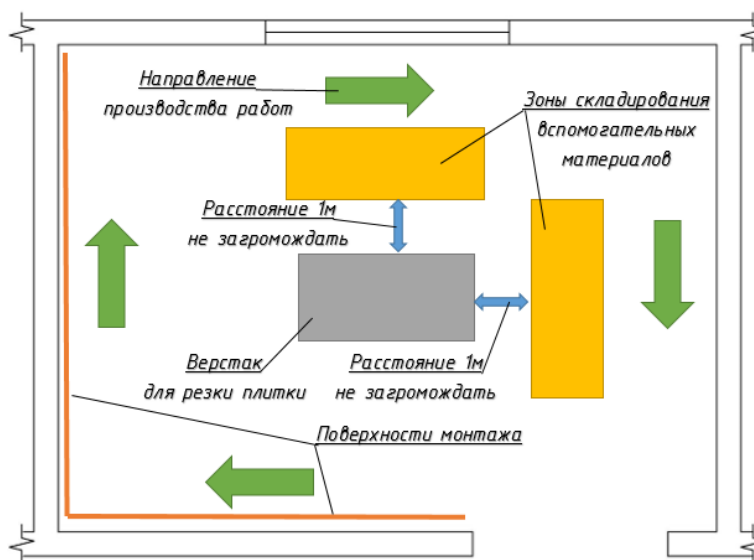 Направление
производства работ
Зоны складирования
вспомогательных
материалов
Расстояние 1м
не загромождать
Верстак
для резки плитки
Расстояние 1м
не загромождать
Поверхности монтажа